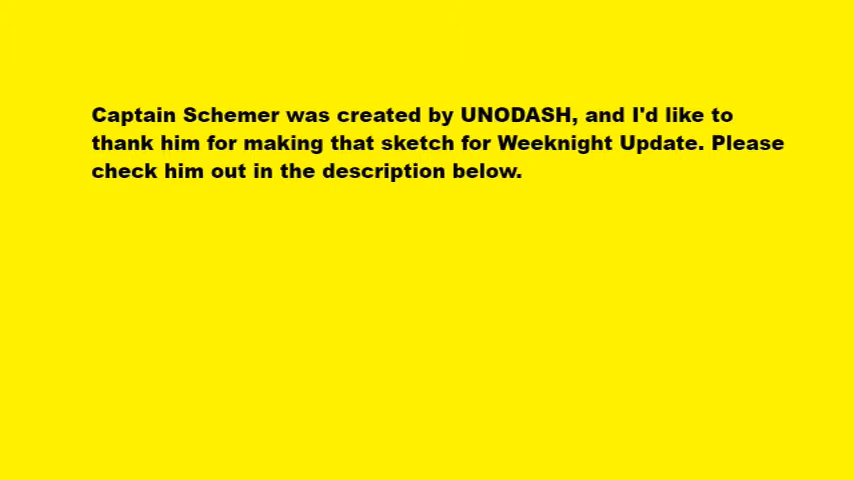 Captain Schemer was created by UNODASH, and I'd like to
thank him for making that sketch for Weeknight Update. Please
check him out in the description below.